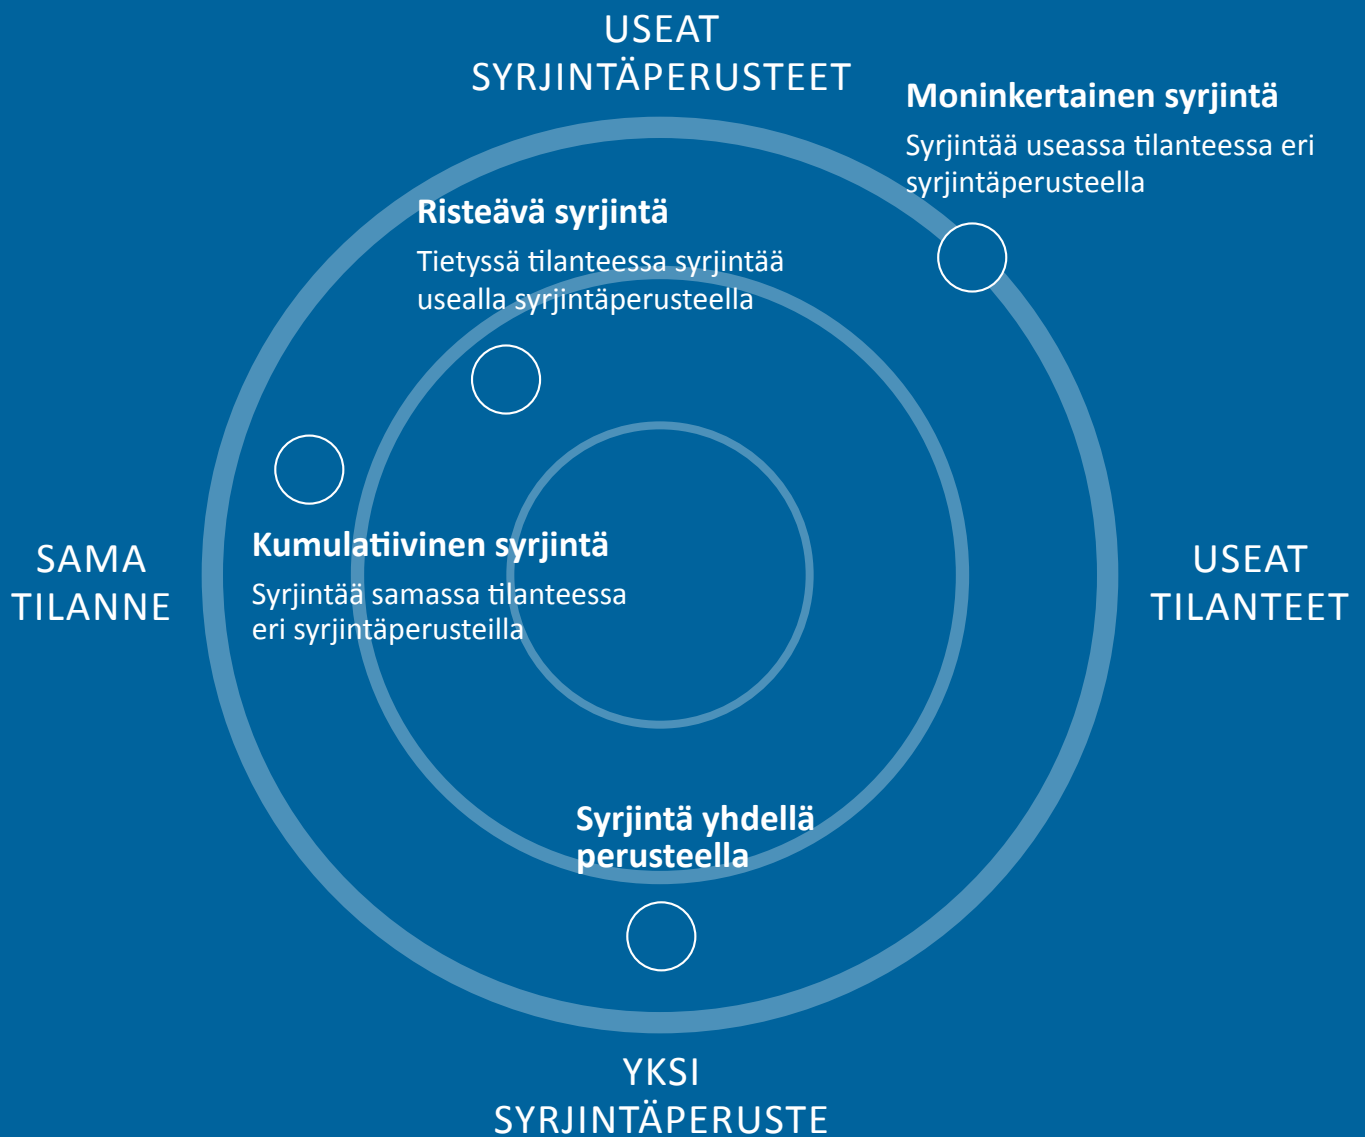 USEAT
SYRJINTÄPERUSTEET
Moninkertainen syrjintä
Syrjintää useassa tilanteessa eri
syrjintäperusteella
Risteävä syrjintä
Tietyssä tilanteessa syrjintää
usealla syrjintäperusteella
SAMA
TILANNE
Kumulatiivinen syrjintä
Syrjintää samassa tilanteessa
eri syrjintäperusteilla
USEAT
TILANTEET
Syrjintä yhdellä
perusteella
YKSI
SYRJINTÄPERUSTE